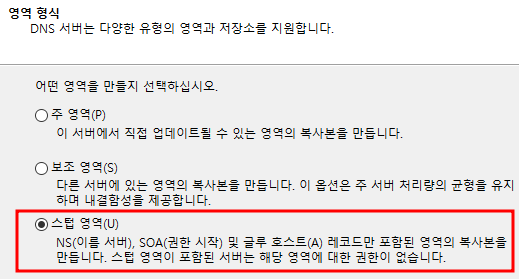 영역 형식
DNS 서버는 다양한 유형의 영역과 저장소를 지원합니다.
어떤 영역을 만들지 선택하십시오.
주 영역(P)
이 서버에서 직접 업데이트될 수 있는 영역의 복사본을 만듭니다.
보조 영역(S)
다른 서버에 있는 영역의 복사본을 만듭니다. 이 옵션은 주 서버 처리량의 균형을 유지
하며 내결함성을 제공합니다.
스텁 영역(U)
NS(이름 서버), SOA(권한 시작) 및 글루 호스트(A) 레코드만 포함된 영역의 복사본을
만듭니다. 스텁 영역이 포함된 서버는 해당 영역에 대한 권한이 없습니다.